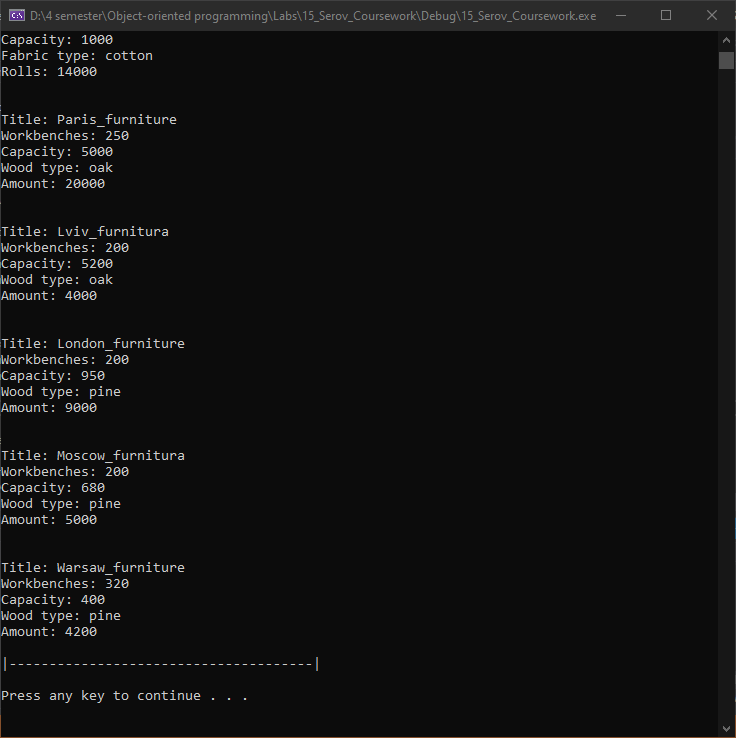 D:\4 semester\Object-oriented programming\Labs\15_Serov_Coursework\Debug\15_Serov_Coursework.exe
Capacity: 1000
Fabric type: cotton
Rolls: 14000
Title: Paris_furniture
Workbenches: 250
Capacity: 5000
Wood type: oak
Amount: 20000
Title: Lviv_furnitura
Workbenches: 200
Capacity: 5200
Wood type: oak
Amount: 4000
Title: London_furniture
Workbenches: 200
Capacity: 950
Wood type: pine
Amount: 9000
Title: Moscow_furnitura
Workbenches: 200
Capacity: 680
Wood type: pine
Amount: 5000
Title: Warsaw_furniture
Workbenches: 320
Capacity: 400
Wood type: pine
Amount: 4200
|--------------------------------------|
Press any key to continue . . .